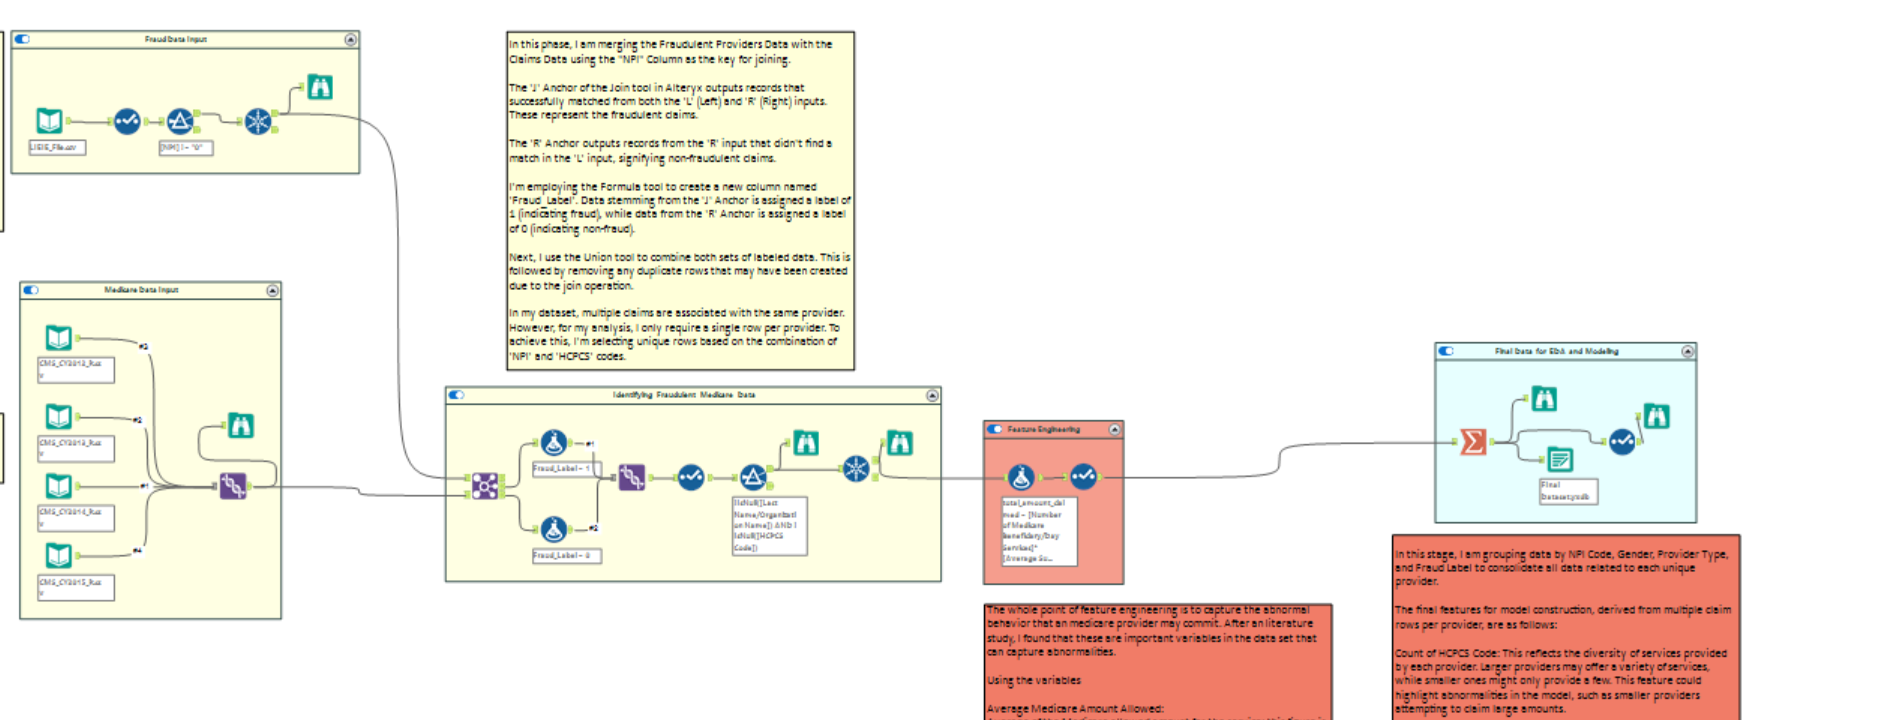 Fraud Data Input
LIEIE_File.csv
[NPI] != "0"
In this phase, I am merging the Fraudulent Providers Data with the
Claims Data using the "NPI" Column as the key for joining.
The 'J' Anchor of the Join tool in Alteryx outputs records that
successfully matched from both the 'L' (Left) and 'R' (Right) inputs.
These represent the fraudulent claims.
The 'R' Anchor outputs records from the 'R' input that didn't find a
match in the 'L' input, signifying non-fraudulent claims.
I'm employing the Formula tool to create a new column named
'Fraud_Label'. Data stemming from the 'J' Anchor is assigned a label of
1 (indicating fraud), while data from the 'R' Anchor is assigned a label
of 0 (indicating non-fraud).
Next, I use the Union tool to combine both sets of labeled data. This is
followed by removing any duplicate rows that may have been created
due to the join operation.
In my dataset, multiple claims are associated with the same provider.
However, for my analysis, I only require a single row per provider. To
achieve this, I'm selecting unique rows based on the combination of
'NPI' and 'HCPCS' codes.
Medicare Data Input
#3
v
#2
v
#1
v
#4
v
Identifying Fraudulent Medicare Data
#1
Fraud_Label = 1
#2
Fraud_Label = 0
!IsNull([Last
Name/Organizati
on Name]) AND !
IsNull([HCPCS
Code])
Feature Engineering
total_amount_dei
med = [Number
of Medicare
Beneficiary/Day
Services]*
[Average Su...
The whole point of feature engineering is to capture the abnormal
behavior that an medicare provider may commit. After an literature
study, I found that these are important variables in the data set that
can capture abnormalities.
Using the variables
Average Medicare Amount Allowed:
Final Data for EDA and Modeling
Final
Dataset.yxdb
In this stage, I am grouping data by NPI Code, Gender, Provider Type,
and Fraud Label to consolidate all data related to each unique
provider.
The final features for model construction, derived from multiple claim
rows per provider, are as follows:
Count of HCPCS Code: This reflects the diversity of services provided
by each provider. Larger providers may offer a variety of services,
while smaller ones might only provide a few. This feature could
highlight abnormalities in the model, such as smaller providers
attempting to claim large amounts.